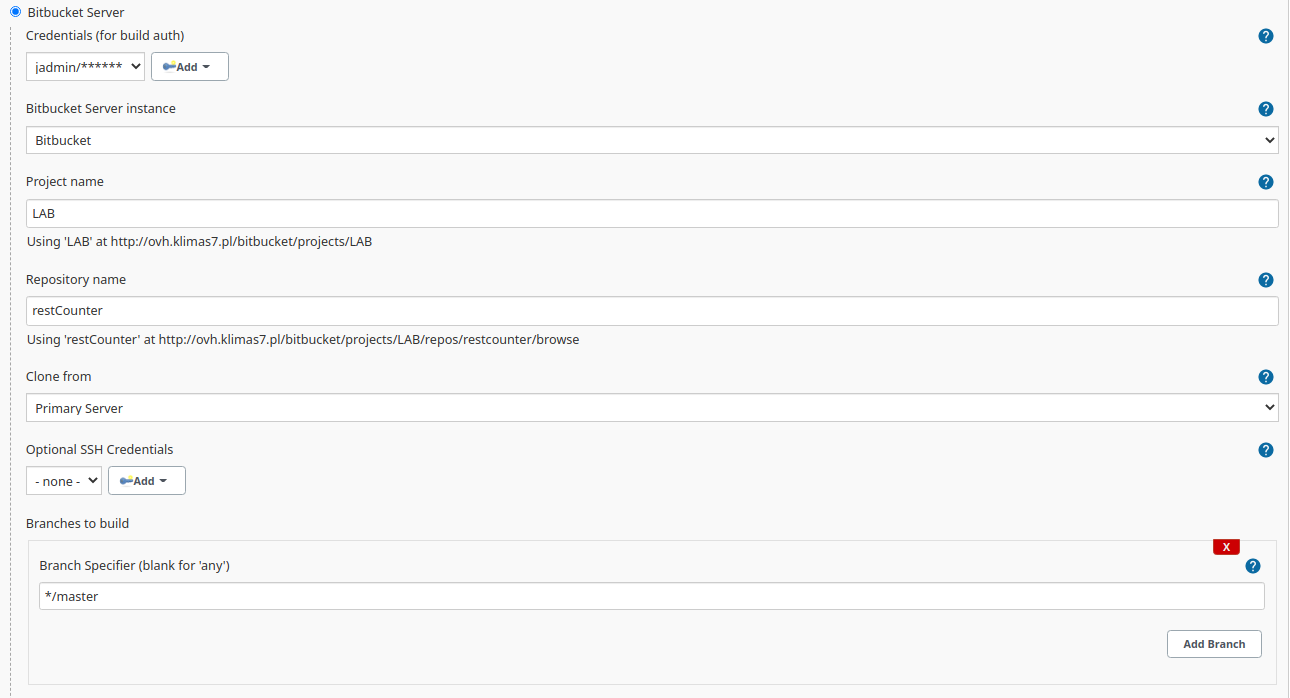 Bitbucket Server
Credentials (for build auth)
?
jadmin/******
Add
Bitbucket Server instance
?
Bitbucket
Project name
?
LAB
Using 'LAB' at http://ovh.klimas7.pl/bitbucket/projects/LAB
Repository name
?
restCounter
Using 'restCounter' at http://ovh.klimas7.pl/bitbucket/projects/LAB/repos/restcounter/browse
Clone from
?
Primary Server
Optional SSH Credentials
?
- none -
Add
Branches to build
X
Branch Specifier (blank for 'any')
?
*/master
Add Branch